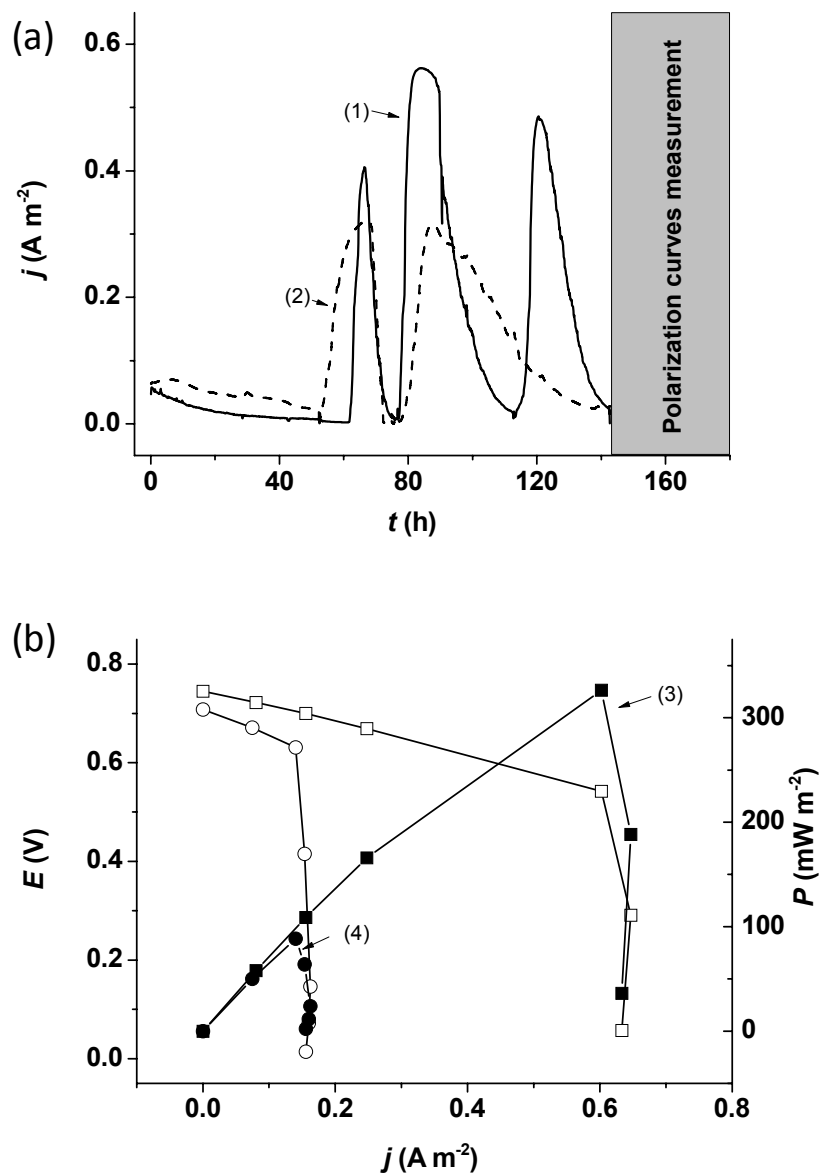 (a)
0.6
0.4
0.2
0.0
j (A m⁻²)
(1)
(2)
Polarization curves measurement
0 40 80 120 160
t (h)
(b)
0.8
0.6
0.4
0.2
0.0
E (V)
(3)
(4)
300
200
100
0
P (mW m⁻²)
0.0 0.2 0.4 0.6 0.8
j (A m⁻²)